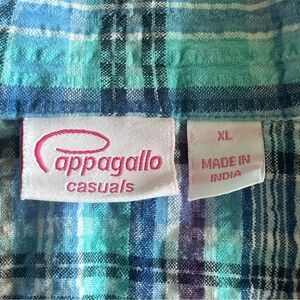 Pappagallo
casuals
XL
MADE IN
INDIA